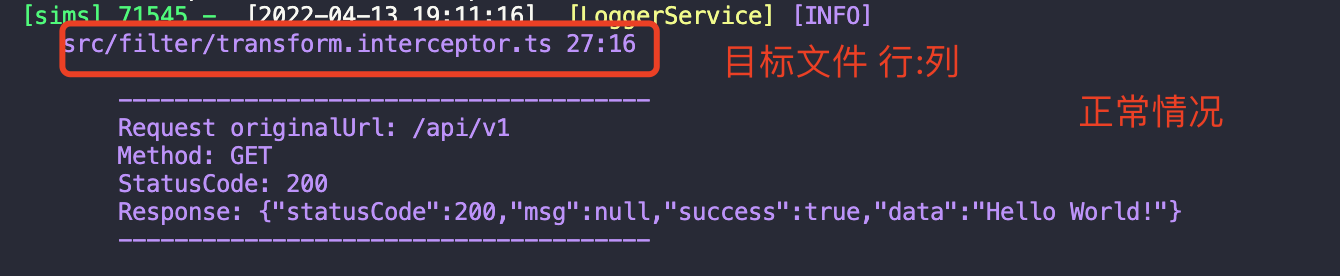 [sims] 71545 - [2022-04-13 19:11:16] [LoggerService] [INFO]
src/filter/transform.interceptor.ts 27:16
目标文件 行:列
正常情况
--------------------------------------
Request originalUrl: /api/v1
Method: GET
StatusCode: 200
Response: {"statusCode":200,"msg":null,"success":true,"data":"Hello World!"}
--------------------------------------